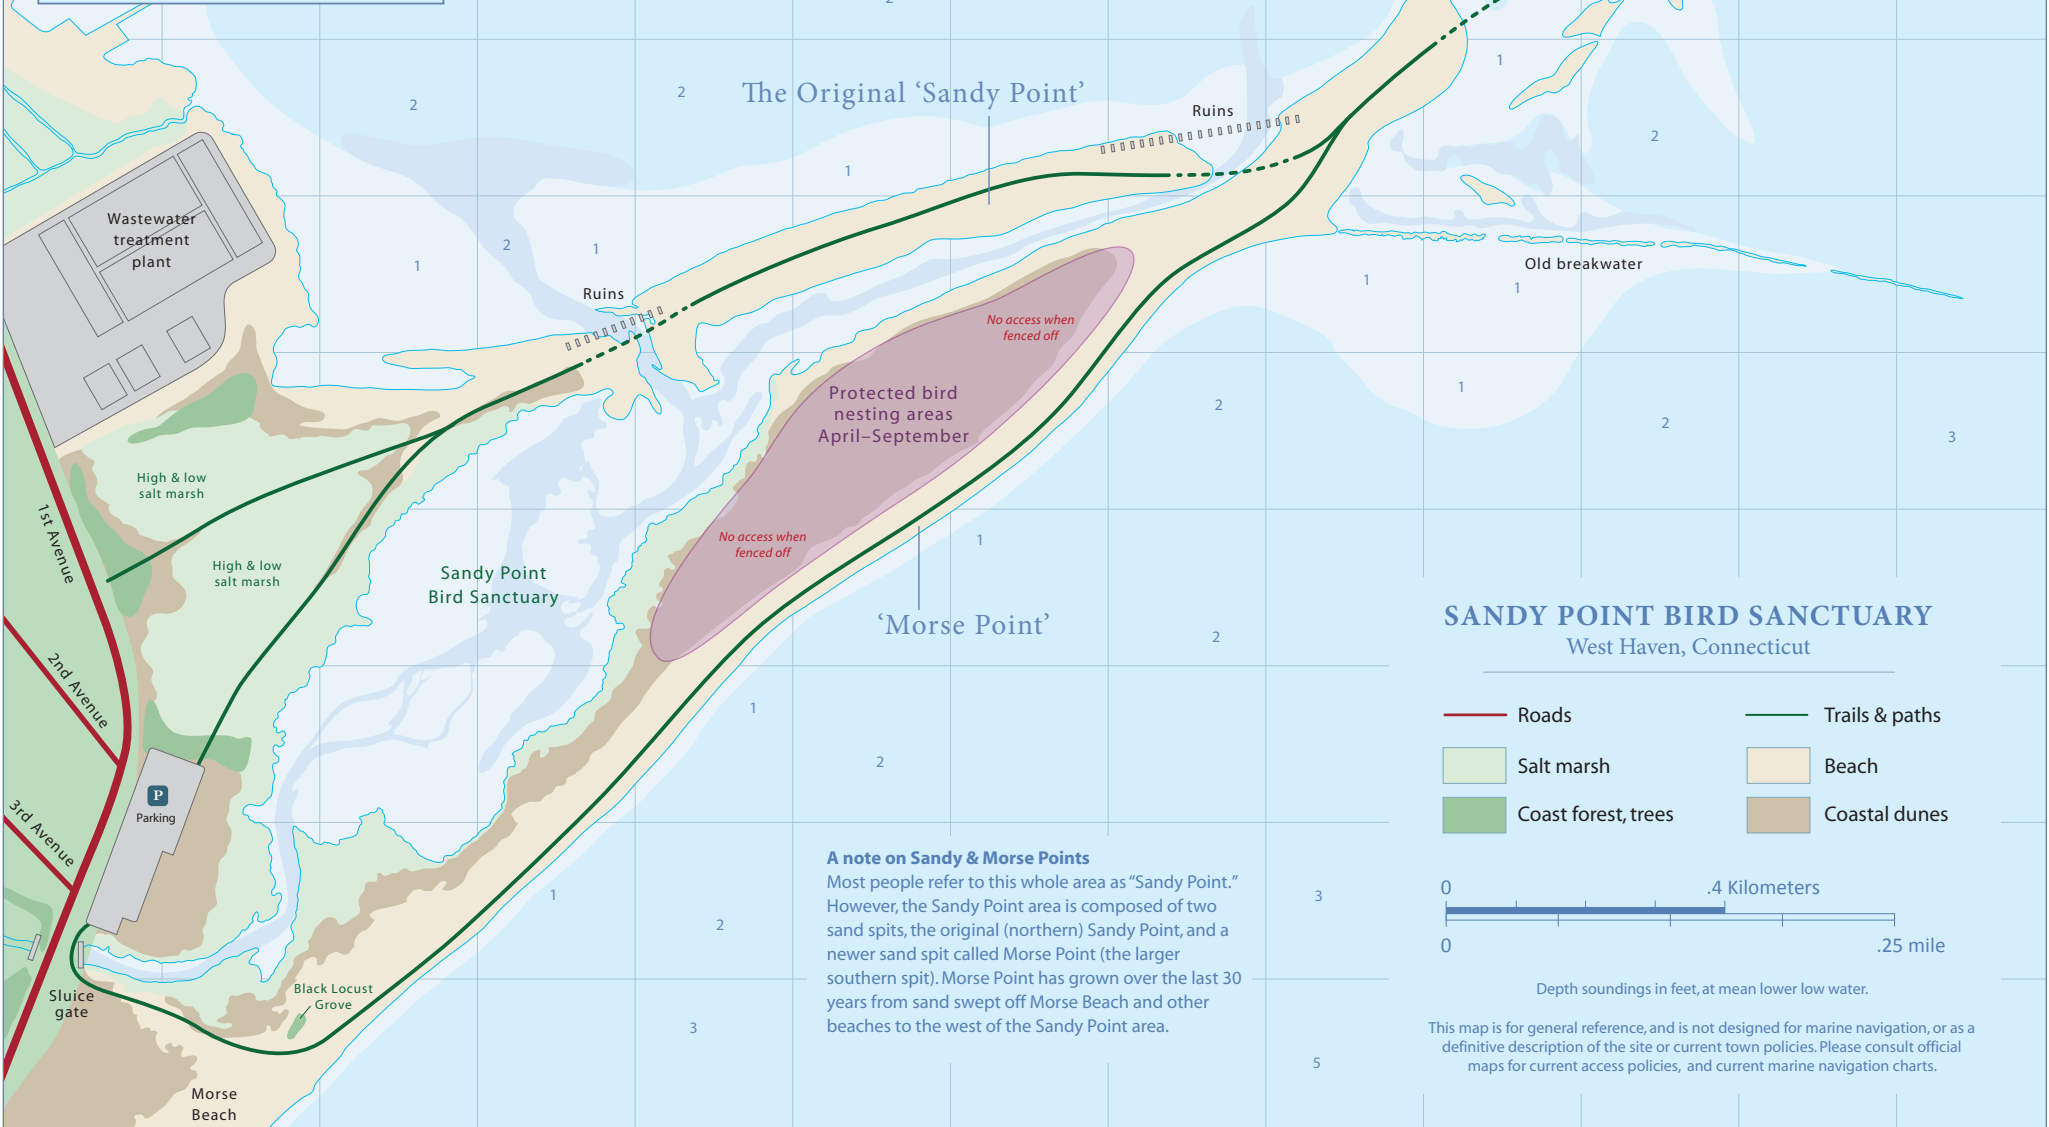 2
2
2
The Original ‘Sandy Point’
Ruins
1
2
1
Wastewater
treatment
plant
2
1
1
Ruins
Old breakwater
1
1
No access when
fenced off
Protected bird
nesting areas
April–September
1
2
2
3
High & low
salt marsh
1st Avenue
High & low
salt marsh
No access when
fenced off
1
Sandy Point
Bird Sanctuary
‘Morse Point’
2
2nd Avenue
1
2
P
Parking
3rd Avenue
1
2
3
Sluice
gate
Black Locust
Grove
3
5
Morse
Beach
A note on Sandy & Morse Points
Most people refer to this whole area as “Sandy Point.”
However, the Sandy Point area is composed of two
sand spits, the original (northern) Sandy Point, and a
newer sand spit called Morse Point (the larger
southern spit). Morse Point has grown over the last 30
years from sand swept off Morse Beach and other
beaches to the west of the Sandy Point area.
SANDY POINT BIRD SANCTUARY
West Haven, Connecticut
Roads
Trails & paths
Salt marsh
Beach
Coast forest, trees
Coastal dunes
0 .4 Kilometers
0 .25 mile
Depth soundings in feet, at mean lower low water.
This map is for general reference, and is not designed for marine navigation, or as a
definitive description of the site or current town policies. Please consult official
maps for current access policies, and current marine navigation charts.